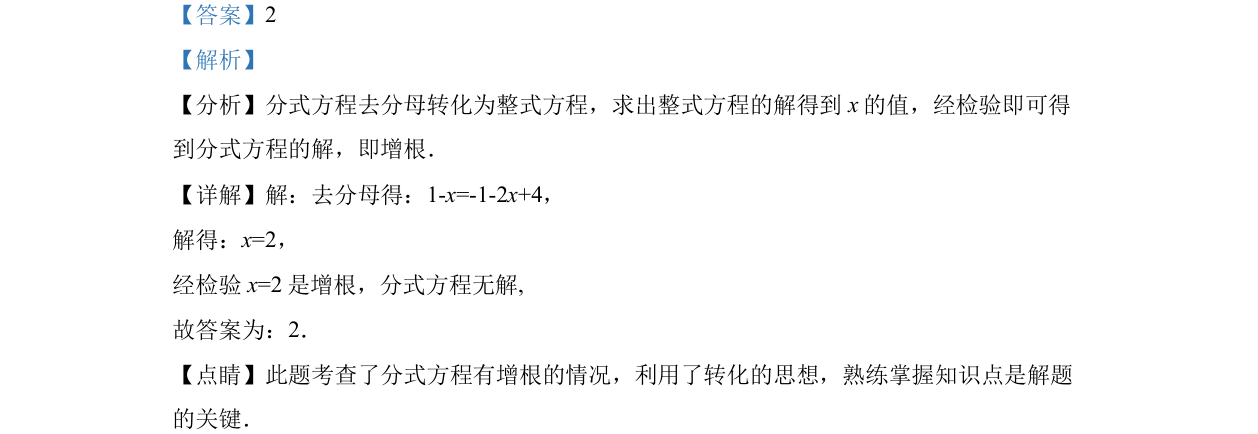 【答案】2
【解析】
【分析】分式方程去分母转化为整式方程，求出整式方程的解得到 x 的值，经检验即可得
到分式方程的解，即增根．
【详解】解：去分母得：1-x=-1-2x+4，
解得：x=2，
经检验 x=2 是增根，分式方程无解,
故答案为：2．
【点睛】此题考查了分式方程有增根的情况，利用了转化的思想，熟练掌握知识点是解题
的关键．